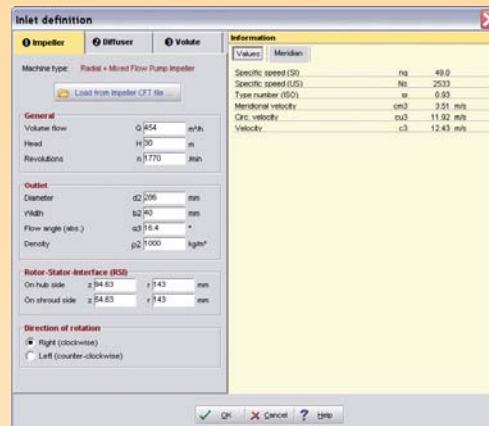 Inlet definition
1 Impeller
2 Diffuser
3 Volute
Machine type: Radial + Mixed Flow Pump Impeller
Load from Impeller CFT file ...
General
Volume flow Q 454 m³/h
Head H 30 m
Revolutions n 1770 /min
Outlet
Diameter d2 286 mm
Width b2 40 mm
Flow angle (abs.) α3 16.4 °
Density ρ2 1000 kg/m³
Rotor-Stator-Interface (RSI)
On hub side z 94.63 r 143 mm
On shroud side z 54.63 r 143 mm
Direction of rotation
Right (clockwise)
Left (counter-clockwise)
Information
Values Meridian
Specific speed (SI) nq 49.0
Specific speed (US) Ns 2533
Type number (ISO) ω 0.93
Meridional velocity cm3 3.51 m/s
Circ. velocity cu3 11.92 m/s
Velocity c3 12.43 m/s
OK Cancel Help